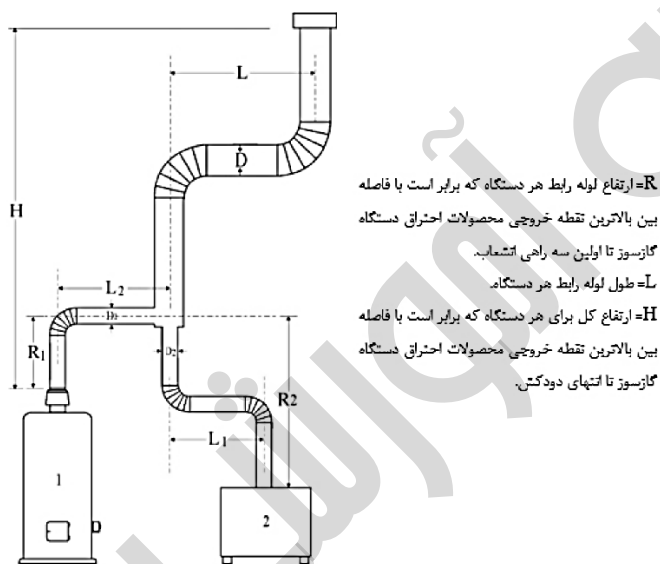 L
D
H
L2
D1
R1
D2
R2
L1
1
2
R= ارتفاع لوله رابط هر دستگاه که برابر است با فاصله
بین بالاترین نقطه خروجی محصولات احتراق دستگاه
گازسوز تا اولین سه راهی انشعاب.
L= طول لوله رابط هر دستگاه.
H= ارتفاع کل برای هر دستگاه که برابر است با فاصله
بین بالاترین نقطه خروجی محصولات احتراق دستگاه
گازسوز تا انتهای دودکش.